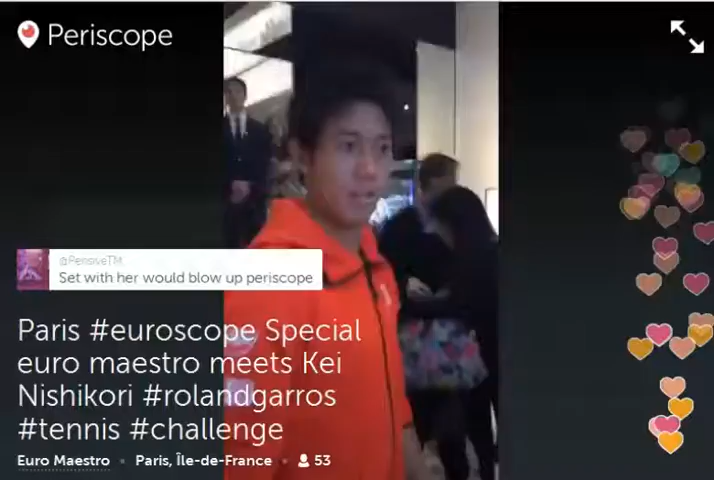 Periscope
@PensiveTM
Set with her would blow up periscope
Paris #euroscope Special
euro maestro meets Kei
Nishikori #rolandgarros
#tennis #challenge
Euro Maestro • Paris, Île-de-France • 53